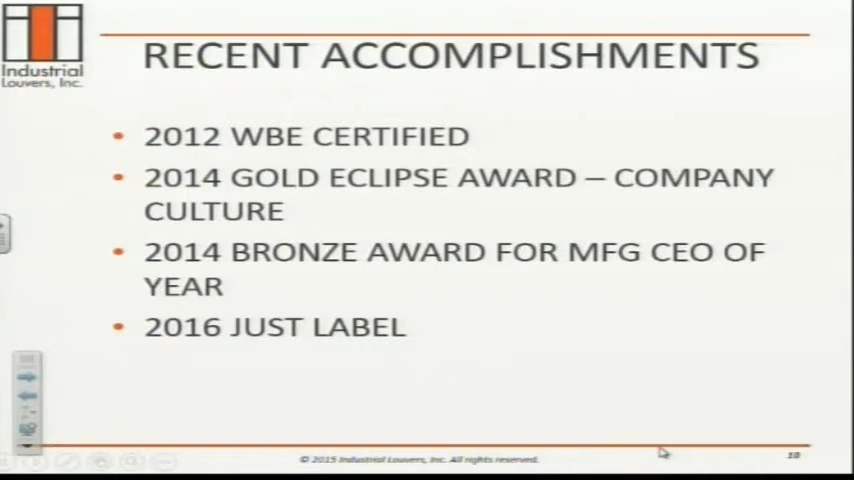 Industrial
Louvers, Inc.
RECENT ACCOMPLISHMENTS
• 2012 WBE CERTIFIED
• 2014 GOLD ECLIPSE AWARD – COMPANY
CULTURE
• 2014 BRONZE AWARD FOR MFG CEO OF
YEAR
• 2016 JUST LABEL
© 2015 Industrial Louvers, Inc. All rights reserved.
10